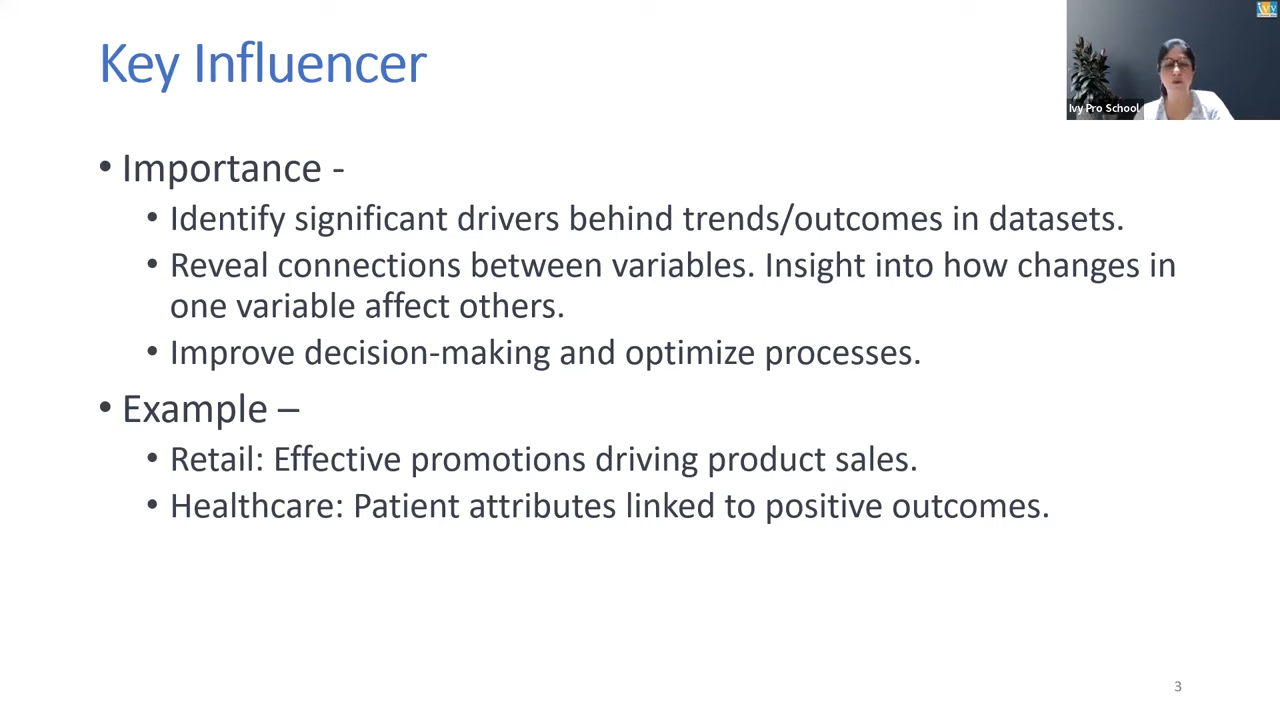 Key Influencer
Ivy Pro School
• Importance -
• Identify significant drivers behind trends/outcomes in datasets.
• Reveal connections between variables. Insight into how changes in
one variable affect others.
• Improve decision-making and optimize processes.
• Example –
• Retail: Effective promotions driving product sales.
• Healthcare: Patient attributes linked to positive outcomes.
3